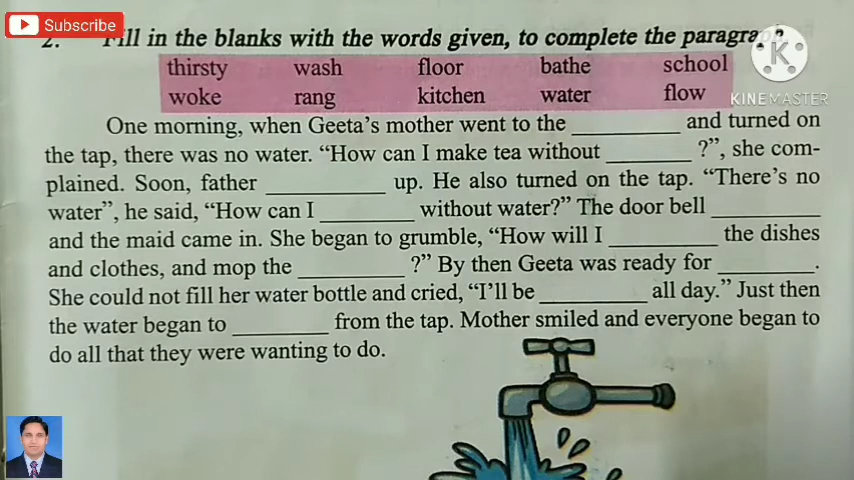 Subscribe
2. Fill in the blanks with the words given, to complete the paragraph.
thirsty wash floor bathe school
woke rang kitchen water flow
K
KINEMASTER
One morning, when Geeta's mother went to the __________ and turned on
the tap, there was no water. “How can I make tea without ________ ?”, she com-
plained. Soon, father ___________ up. He also turned on the tap. “There's no
water”, he said, “How can I _________ without water?” The door bell __________
and the maid came in. She began to grumble, “How will I __________ the dishes
and clothes, and mop the __________ ?” By then Geeta was ready for _________.
She could not fill her water bottle and cried, “I'll be __________ all day.” Just then
the water began to _________ from the tap. Mother smiled and everyone began to
do all that they were wanting to do.